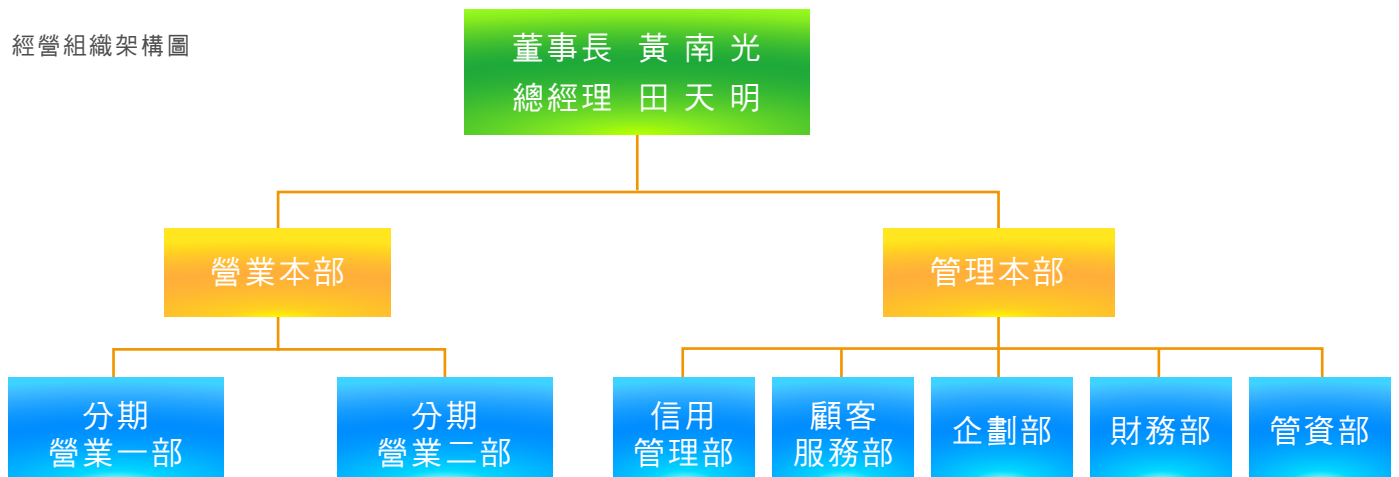 經營組織架構圖
董事長 黃南光
總經理 田天明
營業本部
管理本部
分期
營業一部
分期
營業二部
信用
管理部
顧客
服務部
企劃部
財務部
管資部